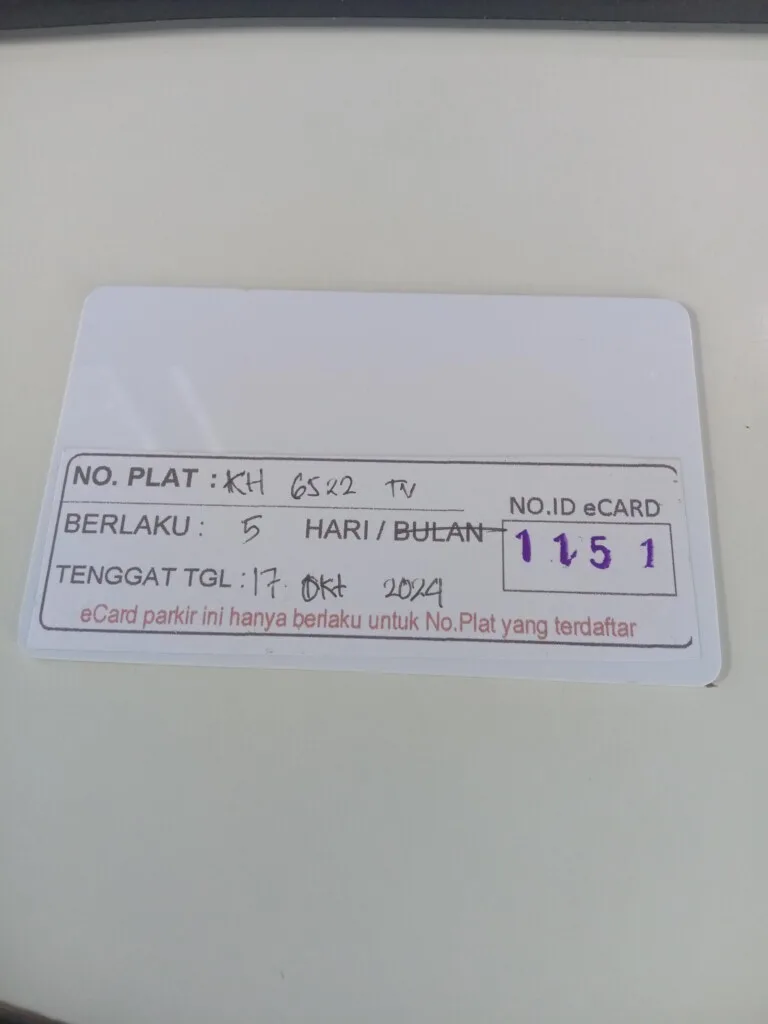 NO. PLAT : KH 6522 TV
NO.ID eCARD
BERLAKU : 5 HARI / BULAN
1151
TENGGAT TGL : 17 Okt 2024
eCard parkir ini hanya berlaku untuk No.Plat yang terdaftar